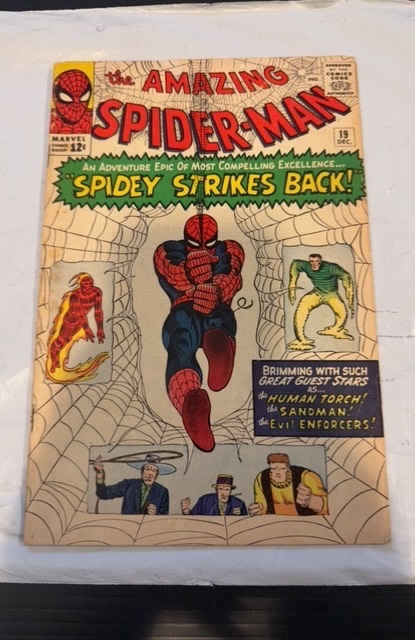 the AMAZING
SPIDER-MAN
IND.
APPROVED
BY THE
COMICS
CODE
AUTHORITY
MARVEL
COMICS
GROUP
12¢
19
DEC.
AN ADVENTURE EPIC OF MOST COMPELLING EXCELLENCE...
"SPIDEY STRIKES BACK!"
BRIMMING WITH SUCH
GREAT GUEST STARS
AS...
the HUMAN TORCH!
the SANDMAN!
the EVIL ENFORCERS!